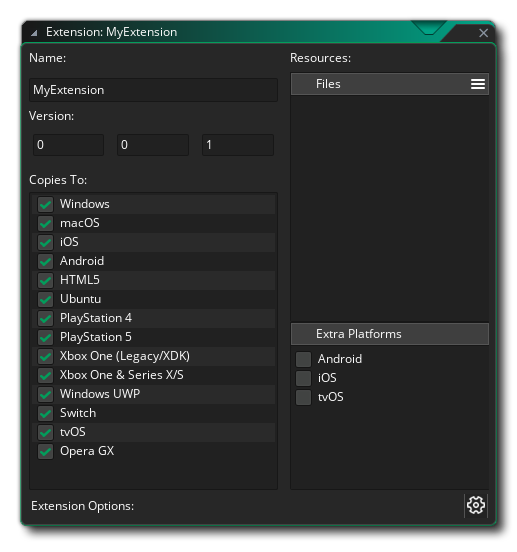 Extension: MyExtension
Name:
MyExtension
Version:
0 0 1
Copies To:
Windows
macOS
iOS
Android
HTML5
Ubuntu
PlayStation 4
PlayStation 5
Xbox One (Legacy/XDK)
Xbox One & Series X/S
Windows UWP
Switch
tvOS
Opera GX
Resources:
Files
Extra Platforms
Android
iOS
tvOS
Extension Options: